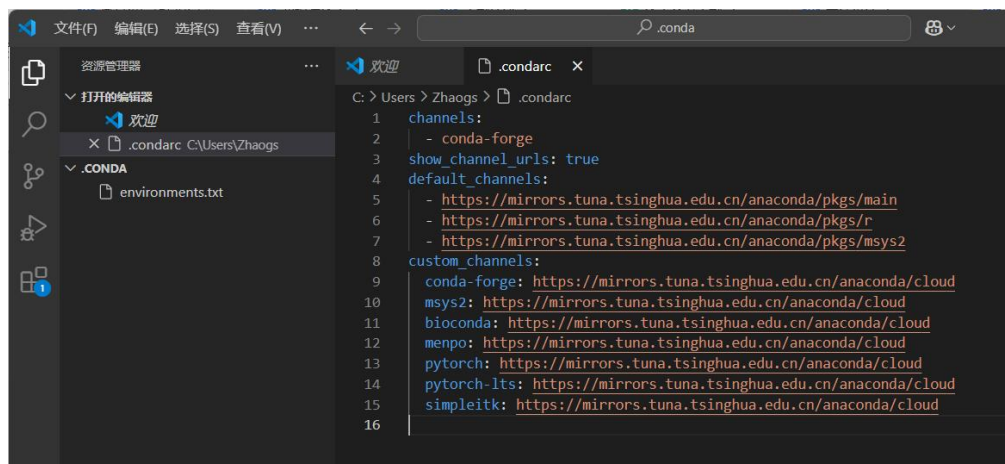 文件(F) 编辑(E) 选择(S) 查看(V) ··· ← → .conda
资源管理器 ···
打开的编辑器
欢迎
.condarc C:\Users\Zhaogs
.CONDA
environments.txt
1
欢迎 .condarc ×
C: > Users > Zhaogs > .condarc
1 channels:
2   - conda-forge
3 show_channel_urls: true
4 default_channels:
5   - https://mirrors.tuna.tsinghua.edu.cn/anaconda/pkgs/main
6   - https://mirrors.tuna.tsinghua.edu.cn/anaconda/pkgs/r
7   - https://mirrors.tuna.tsinghua.edu.cn/anaconda/pkgs/msys2
8 custom_channels:
9   conda-forge: https://mirrors.tuna.tsinghua.edu.cn/anaconda/cloud
10   msys2: https://mirrors.tuna.tsinghua.edu.cn/anaconda/cloud
11   bioconda: https://mirrors.tuna.tsinghua.edu.cn/anaconda/cloud
12   menpo: https://mirrors.tuna.tsinghua.edu.cn/anaconda/cloud
13   pytorch: https://mirrors.tuna.tsinghua.edu.cn/anaconda/cloud
14   pytorch-lts: https://mirrors.tuna.tsinghua.edu.cn/anaconda/cloud
15   simpleitk: https://mirrors.tuna.tsinghua.edu.cn/anaconda/cloud
16